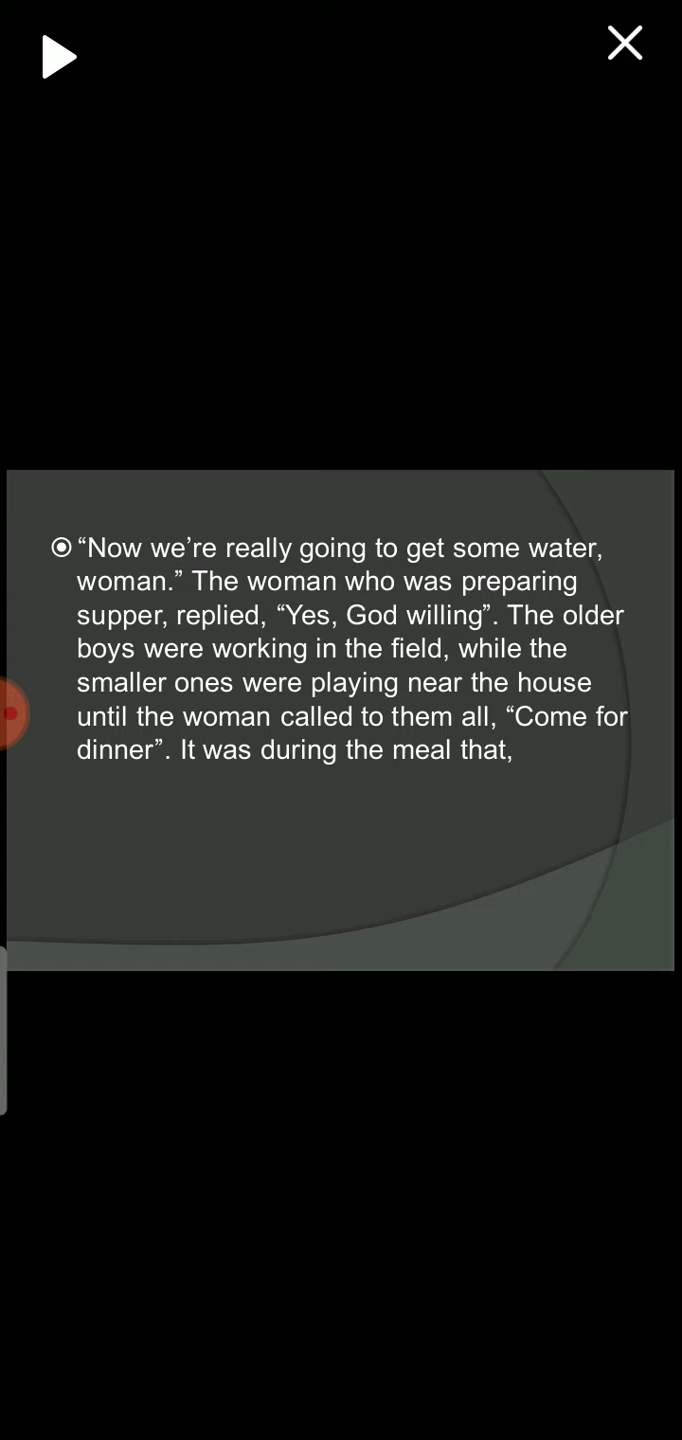 “Now we’re really going to get some water,
woman.” The woman who was preparing
supper, replied, “Yes, God willing”. The older
boys were working in the field, while the
smaller ones were playing near the house
until the woman called to them all, “Come for
dinner”. It was during the meal that,